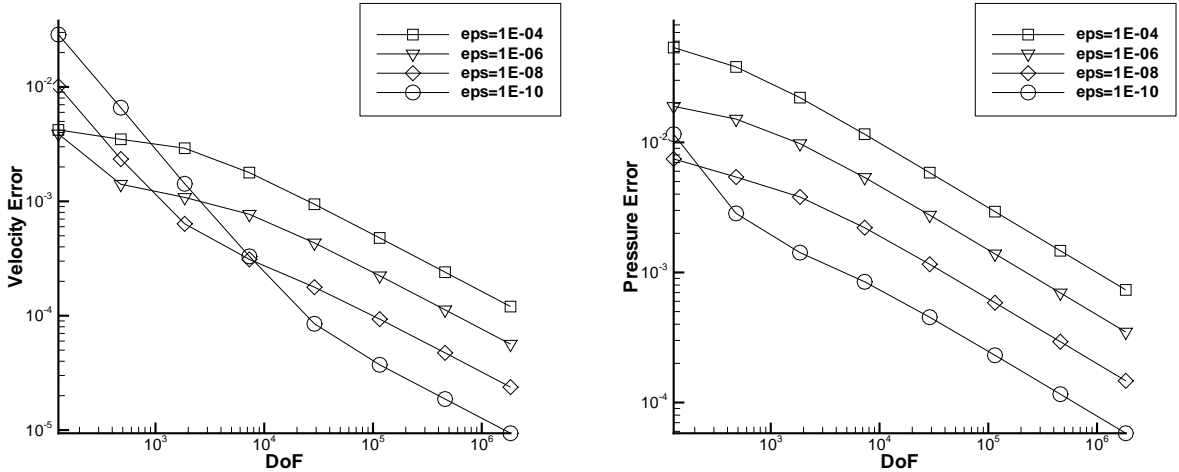 eps=1E-04
eps=1E-06
eps=1E-08
eps=1E-10
Velocity Error
10^-2
10^-3
10^-4
10^-5
10^3
10^4
10^5
10^6
DoF
eps=1E-04
eps=1E-06
eps=1E-08
eps=1E-10
Pressure Error
10^-2
10^-3
10^-4
10^3
10^4
10^5
10^6
DoF